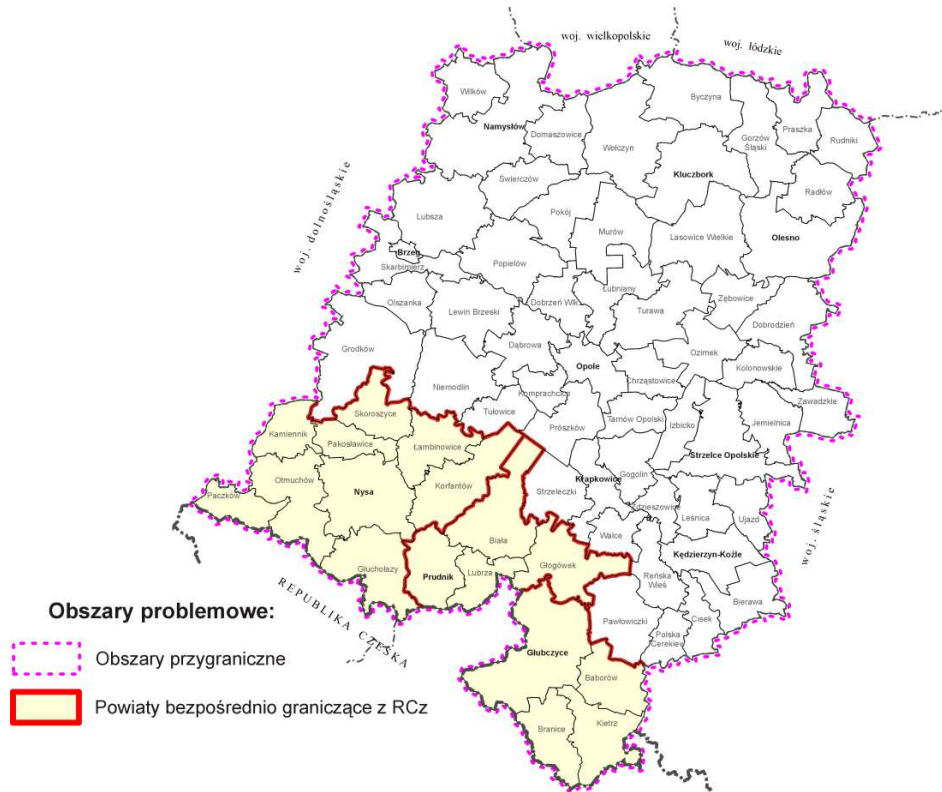 woj. wielkopolskie
woj. łódzkie
Wilków
Byczyna
Praszka
Namysłów
Domaszowice
Gorzów
Śląski
Rudniki
Wołczyn
Kluczbork
Świerczów
Radłów
Lubsza
Pokój
Murów
Lasowice Wielkie
Olesno
woj. dolnośląskie
Brzeg
Skarbimierz
Popielów
Olszanka
Lewin Brzeski
Dobrzeń Wlk.
Łubniany
Turawa
Zębowice
Dobrodzień
Grodków
Dąbrowa
Ozimek
Niemodlin
Opole
Kolonowskie
Komprachcice
Chrząstowice
Skoroszyce
Tułowice
Prószków
Tarnów Opolski
Izbicko
Jemielnica
Zawadzkie
Kamiennik
Pakosławice
Łambinowice
Strzelce Opolskie
Otmuchów
Nysa
Korfantów
Strzeleczki
Krapkowice
Gogolin
Paczków
Zdzieszowice
Leśnica
Ujazd
woj. śląskie
Biała
Walce
Kędzierzyn-Koźle
Głuchołazy
Prudnik
Lubrza
Głogówek
Reńska
Wieś
Bierawa
REPUBLIKA CZESKA
Pawłowiczki
Polska
Cerekiew
Cisek
Głubczyce
Baborów
Branice
Kietrz
Obszary problemowe:
Obszary przygraniczne
Powiaty bezpośrednio graniczące z RCz